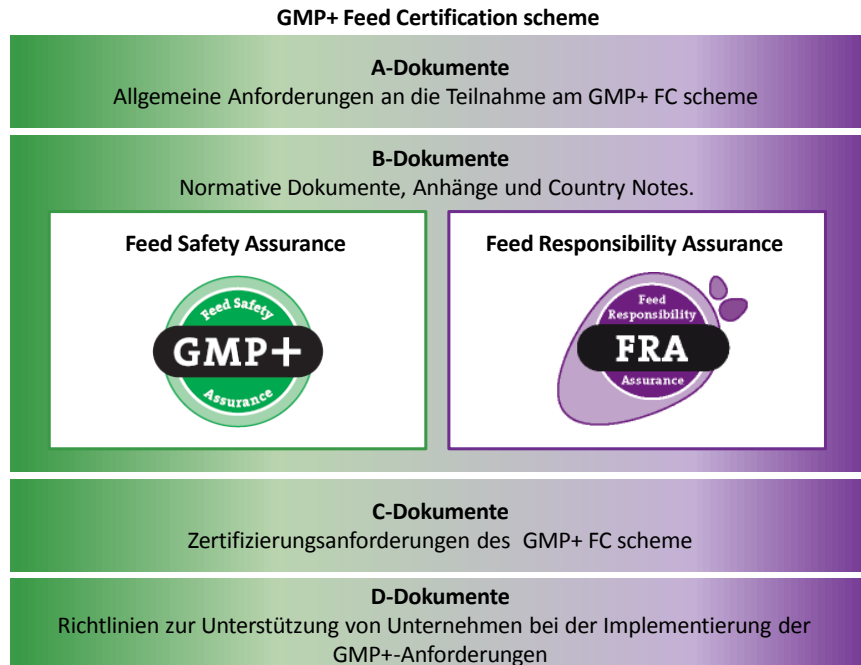 GMP+ Feed Certification scheme
A-Dokumente
Allgemeine Anforderungen an die Teilnahme am GMP+ FC scheme
B-Dokumente
Normative Dokumente, Anhänge und Country Notes.
Feed Safety Assurance
Feed Safety
GMP+
Assurance
Feed Responsibility Assurance
Feed
Responsibility
FRA
Assurance
C-Dokumente
Zertifizierungsanforderungen des  GMP+ FC scheme
D-Dokumente
Richtlinien zur Unterstützung von Unternehmen bei der Implementierung der
GMP+-Anforderungen